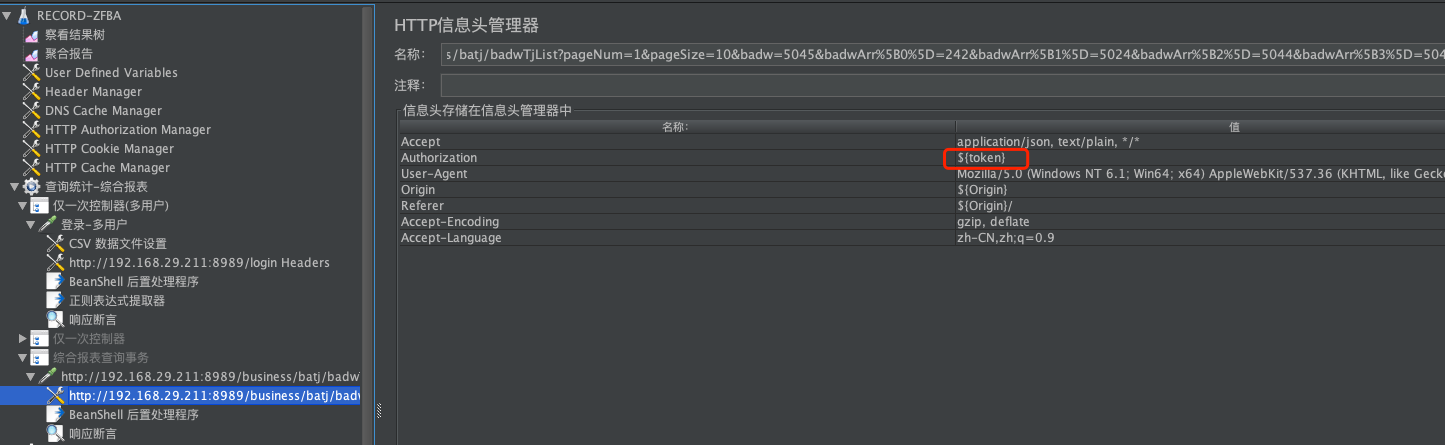 RECORD-ZFBA
察看结果树
聚合报告
User Defined Variables
Header Manager
DNS Cache Manager
HTTP Authorization Manager
HTTP Cookie Manager
HTTP Cache Manager
查询统计-综合报表
仅一次控制器(多用户)
登录-多用户
CSV 数据文件设置
http://192.168.29.211:8989/login Headers
BeanShell 后置处理程序
正则表达式提取器
响应断言
仅一次控制器
综合报表查询事务
http://192.168.29.211:8989/business/batj/badw
http://192.168.29.211:8989/business/batj/badw
BeanShell 后置处理程序
响应断言
HTTP信息头管理器
名称: s/batj/badwTjList?pageNum=1&pageSize=10&badw=5045&badwArr%5B0%5D=242&badwArr%5B1%5D=5024&badwArr%5B2%5D=5044&badwArr%5B3%5D=504
注释:
信息头存储在信息头管理器中
名称: 值
Accept application/json, text/plain, */*
Authorization ${token}
User-Agent Mozilla/5.0 (Windows NT 6.1; Win64; x64) AppleWebKit/537.36 (KHTML, like Gecko
Origin ${Origin}
Referer ${Origin}/
Accept-Encoding gzip, deflate
Accept-Language zh-CN,zh;q=0.9